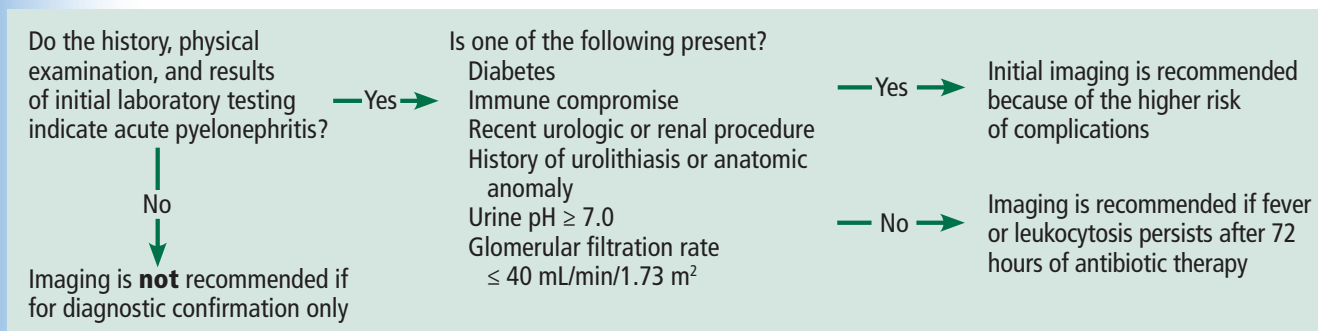 Do the history, physical
examination, and results
of initial laboratory testing
indicate acute pyelonephritis?
Yes
No
Imaging is not recommended if
for diagnostic confirmation only
Is one of the following present?
Diabetes
Immune compromise
Recent urologic or renal procedure
History of urolithiasis or anatomic
anomaly
Urine pH ≥ 7.0
Glomerular filtration rate
≤ 40 mL/min/1.73 m²
Yes
Initial imaging is recommended
because of the higher risk
of complications
No
Imaging is recommended if fever
or leukocytosis persists after 72
hours of antibiotic therapy